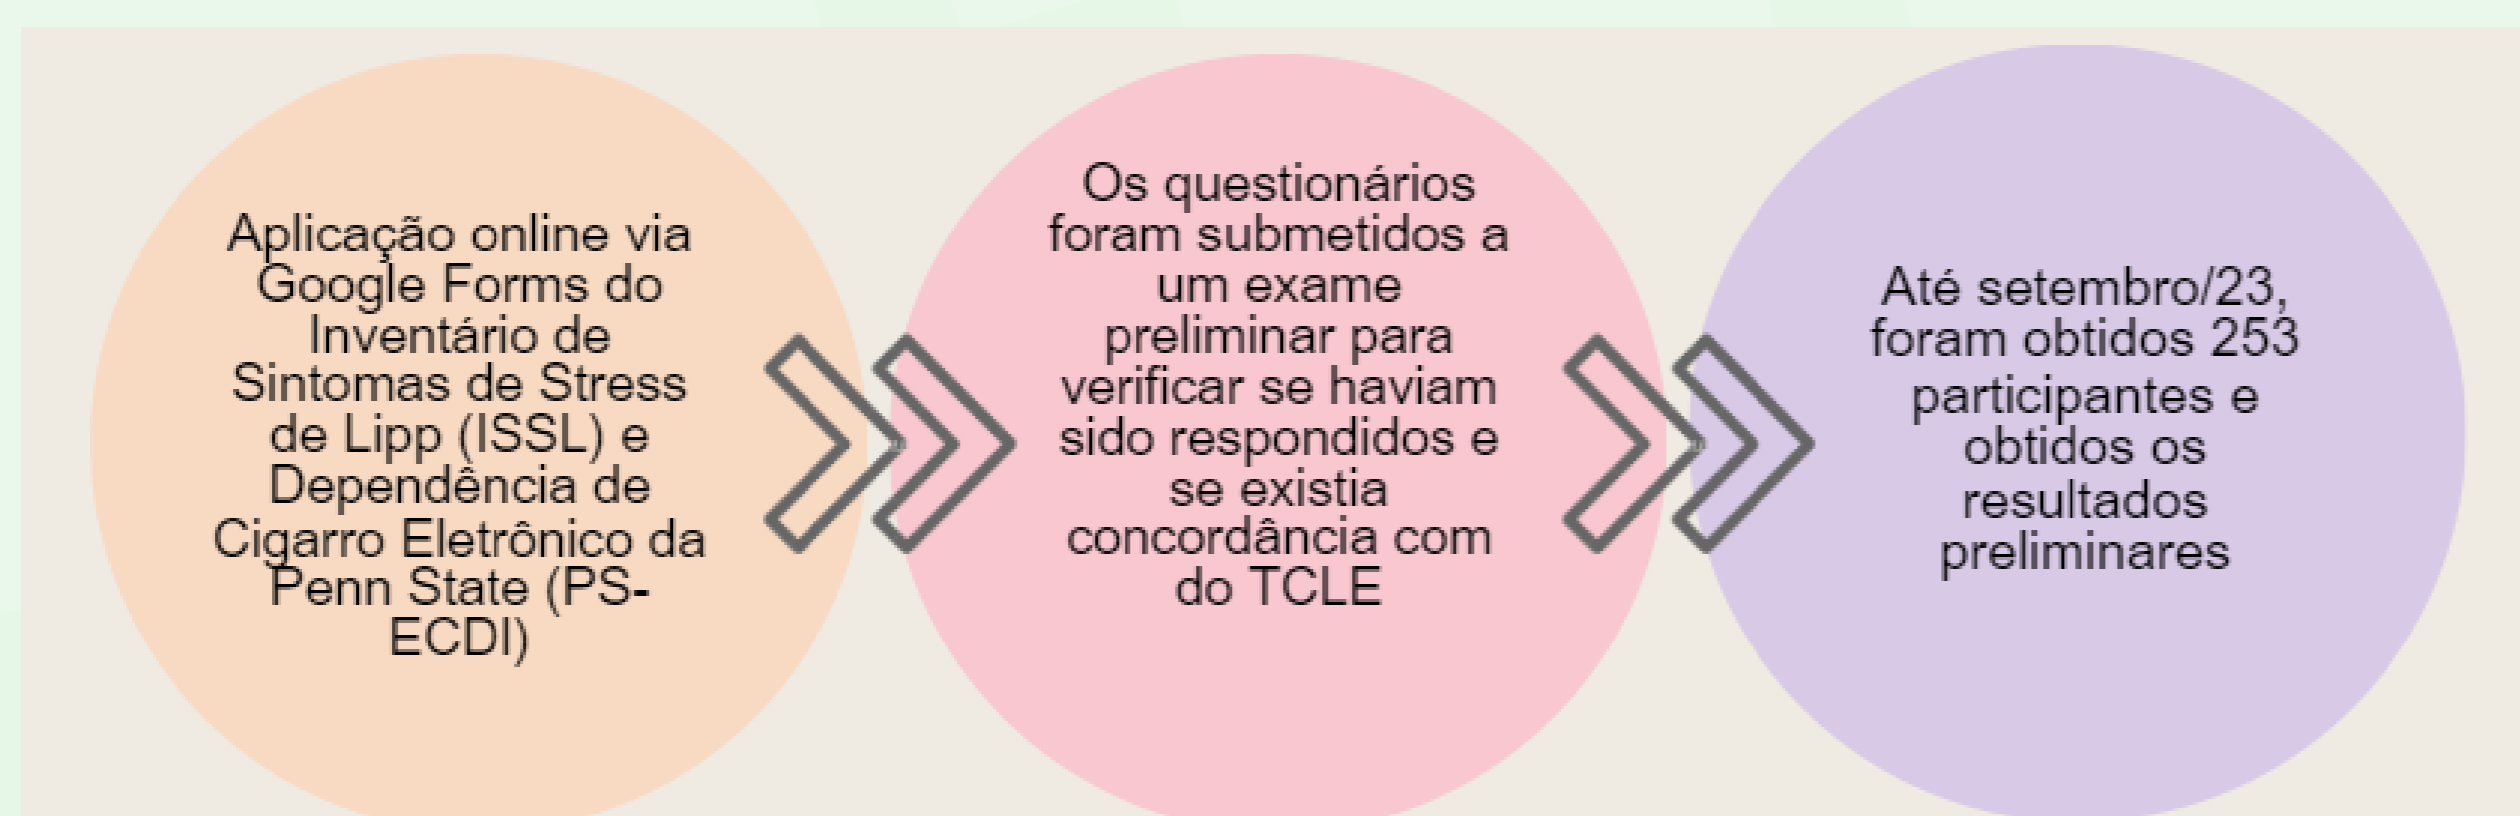 Aplicação online via
Google Forms do
Inventário de
Sintomas de Stress
de Lipp (ISSL) e
Dependência de
Cigarro Eletrônico da
Penn State (PS-
ECDI)
Os questionários
foram submetidos a
um exame
preliminar para
verificar se haviam
sido respondidos e
se existia
concordância com
do TCLE
Até setembro/23,
foram obtidos 253
participantes e
obtidos os
resultados
preliminares